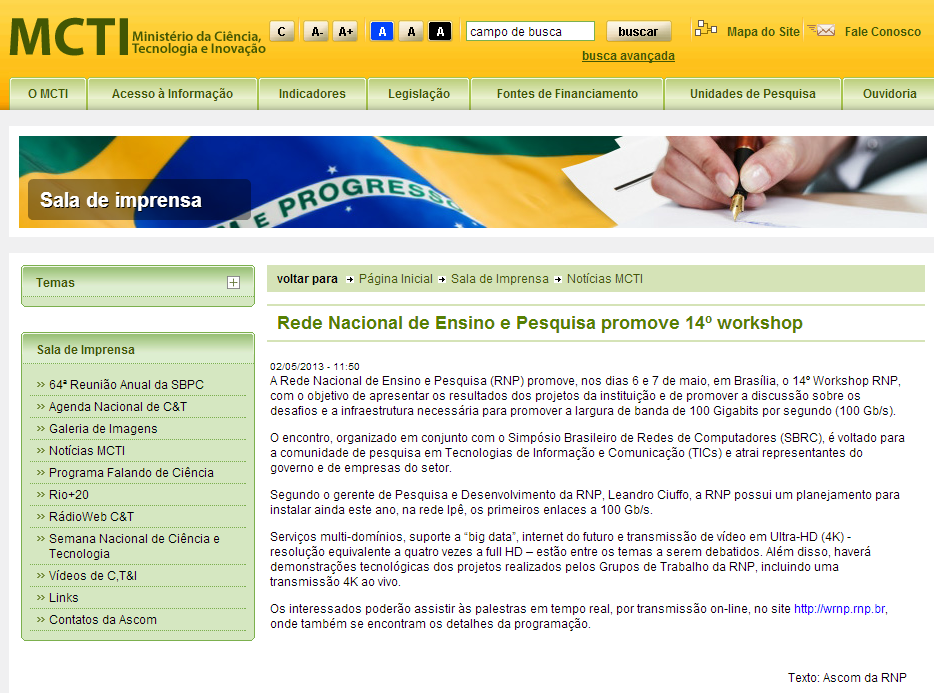 MCTI Ministério da Ciência,
Tecnologia e Inovação
C A- A+ A A A
campo de busca
buscar
Mapa do Site
Fale Conosco
busca avançada
O MCTI
Acesso à Informação
Indicadores
Legislação
Fontes de Financiamento
Unidades de Pesquisa
Ouvidoria
M E PROGRESS
Sala de imprensa
Temas
voltar para Página Inicial Sala de Imprensa Notícias MCTI
Rede Nacional de Ensino e Pesquisa promove 14º workshop
Sala de Imprensa
64ª Reunião Anual da SBPC
Agenda Nacional de C&T
Galeria de Imagens
Notícias MCTI
Programa Falando de Ciência
Rio+20
RádioWeb C&T
Semana Nacional de Ciência e
Tecnologia
Vídeos de C,T&I
Links
Contatos da Ascom
02/05/2013 - 11:50
A Rede Nacional de Ensino e Pesquisa (RNP) promove, nos dias 6 e 7 de maio, em Brasília, o 14º Workshop RNP,
com o objetivo de apresentar os resultados dos projetos da instituição e de promover a discussão sobre os
desafios e a infraestrutura necessária para promover a largura de banda de 100 Gigabits por segundo (100 Gb/s).
O encontro, organizado em conjunto com o Simpósio Brasileiro de Redes de Computadores (SBRC), é voltado para
a comunidade de pesquisa em Tecnologias de Informação e Comunicação (TICs) e atrai representantes do
governo e de empresas do setor.
Segundo o gerente de Pesquisa e Desenvolvimento da RNP, Leandro Ciuffo, a RNP possui um planejamento para
instalar ainda este ano, na rede Ipê, os primeiros enlaces a 100 Gb/s.
Serviços multi-domínios, suporte a “big data”, internet do futuro e transmissão de vídeo em Ultra-HD (4K) -
resolução equivalente a quatro vezes a full HD – estão entre os temas a serem debatidos. Além disso, haverá
demonstrações tecnológicas dos projetos realizados pelos Grupos de Trabalho da RNP, incluindo uma
transmissão 4K ao vivo.
Os interessados poderão assistir às palestras em tempo real, por transmissão on-line, no site http://wrnp.rnp.br,
onde também se encontram os detalhes da programação.
Texto: Ascom da RNP